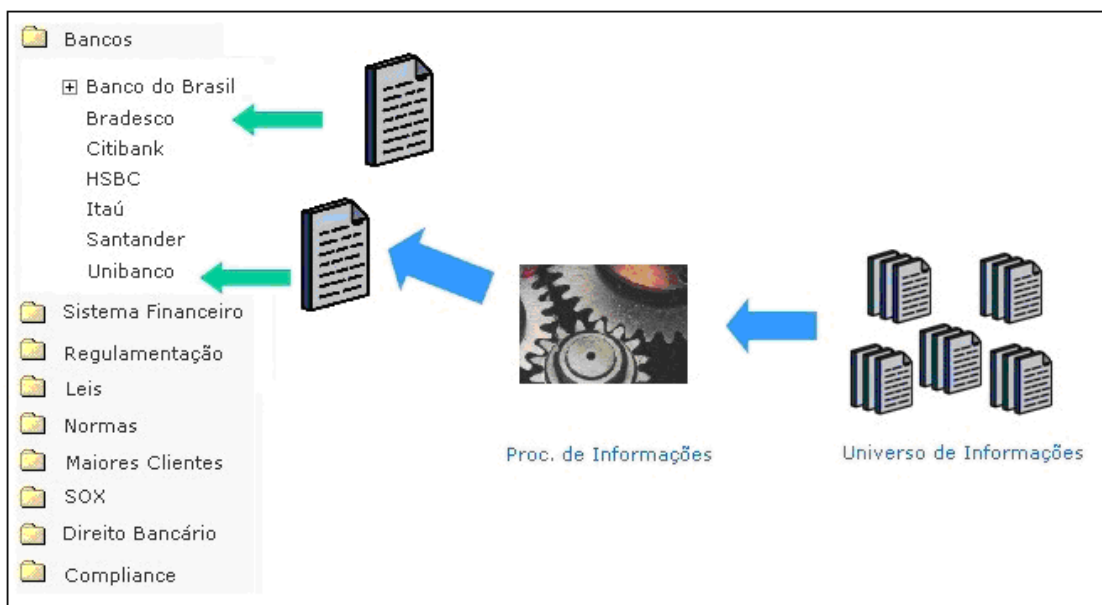 Bancos
Banco do Brasil
Bradesco
Citibank
HSBC
Itaú
Santander
Unibanco
Sistema Financeiro
Regulamentação
Leis
Normas
Maiores Clientes
SOX
Direito Bancário
Compliance
Proc. de Informações
Universo de Informações